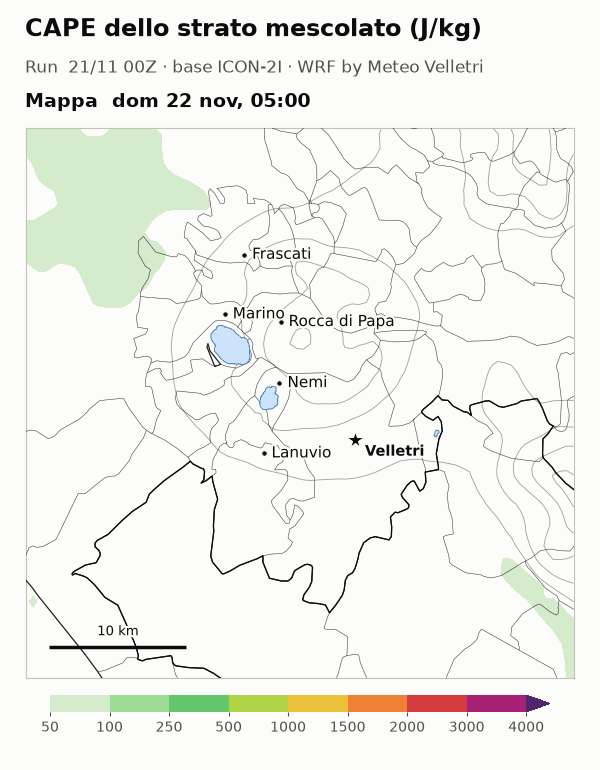 CAPE dello strato mescolato (J/kg)
Run  21/11 00Z · base ICON-2I · WRF by Meteo Velletri
Mappa  dom 22 nov, 05:00
Frascati
Marino
Rocca di Papa
Nemi
Velletri
Lanuvio
10 km
50 100 250 500 1000 1500 2000 3000 4000